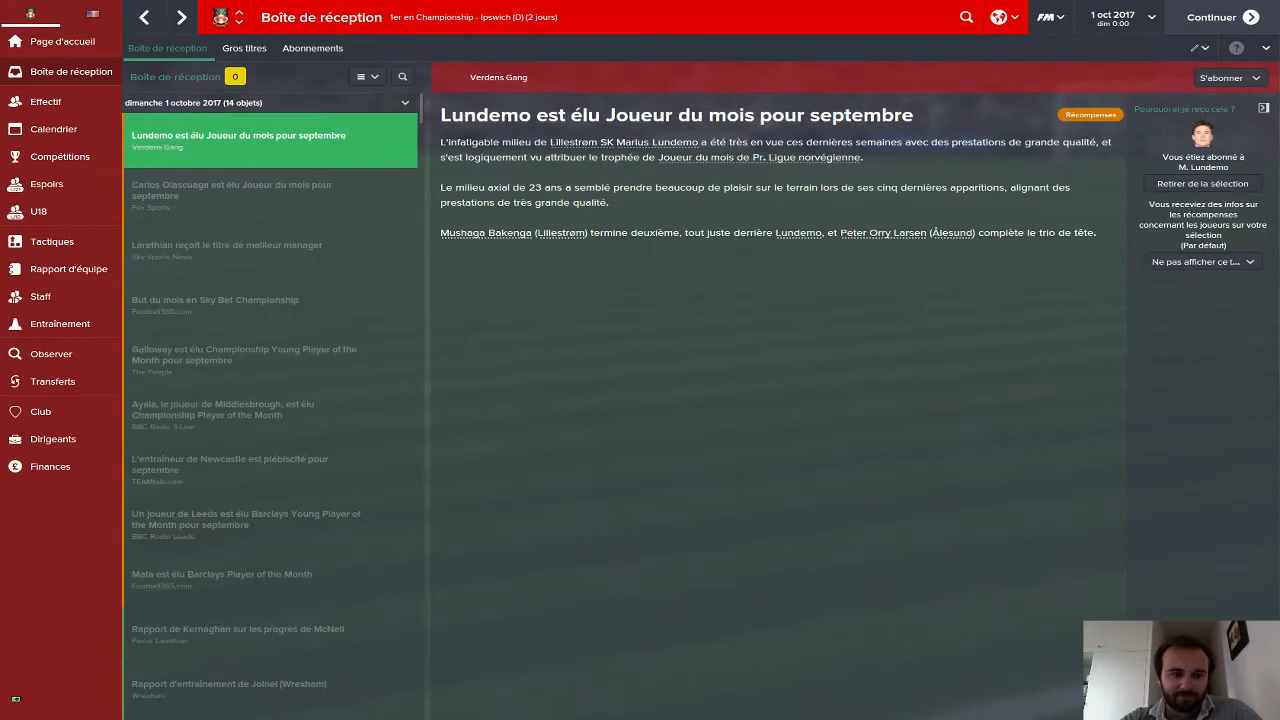 Boîte de réception
1er en Championship - Ipswich (D) (2 jours)
FM
1 oct 2017
dim 0:00
Continuer
Page d'accueil
Boîte de réception
Effectif
Calendrier
Compétitions
Espoirs
U18
Tactiques
Rapport d'équipe
Staff
Entraînement
Observer
Transferts
Club
Dirigeants
Finances
Boîte de réception
Gros titres
Abonnements
Boîte de réception
0
dimanche 1 octobre 2017 (14 objets)
Lundemo est élu Joueur du mois pour septembre
Verdens Gang
Carlos Olascuaga est élu Joueur du mois pour
septembre
Fox Sports
Larethian reçoit le titre de meilleur manager
Sky Sports News
But du mois en Sky Bet Championship
Football365.com
Galloway est élu Championship Young Player of the
Month pour septembre
The People
Ayala, le joueur de Middlesbrough, est élu
Championship Player of the Month
BBC Radio 5 Live
L'entraîneur de Newcastle est plébiscité pour
septembre
TEAMtalk.com
Un joueur de Leeds est élu Barclays Young Player of
the Month pour septembre
BBC Radio Leeds
Mata est élu Barclays Player of the Month
Football365.com
Rapport de Kernaghan sur les progrès de McNeil
Pierre Larethian
Rapport d'entraînement de Joinel (Wrexham)
Wrexham
Verdens Gang
S'abonner
Lundemo est élu Joueur du mois pour septembre
Récompenses
L'infatigable milieu de Lillestrøm SK Marius Lundemo a été très en vue ces dernières semaines avec des prestations de grande qualité, et
s'est logiquement vu attribuer le trophée de Joueur du mois de Pr. Ligue norvégienne.
Le milieu axial de 23 ans a semblé prendre beaucoup de plaisir sur le terrain lors de ses cinq dernières apparitions, alignant des
prestations de très grande qualité.
Mushaga Bakenga (Lillestrøm) termine deuxième, tout juste derrière Lundemo, et Peter Orry Larsen (Ålesund) complète le trio de tête.
Pourquoi ai-je reçu cela ?
Vous étiez abonné à
M. Lundemo
Retirer de la sélection
Vous receviez des infos sur
les récompenses
concernant les joueurs sur votre
sélection
(Par défaut)
Ne pas afficher ce t...